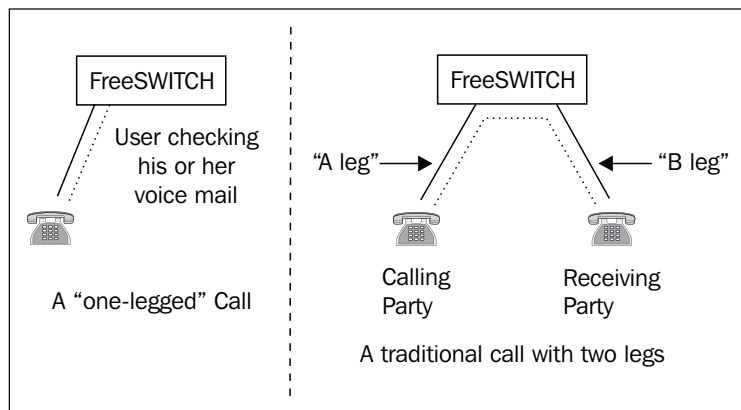 FreeSWITCH
User checking
his or her
voice mail
A “one-legged” Call
FreeSWITCH
“A leg”
“B leg”
Calling
Party
Receiving
Party
A traditional call with two legs